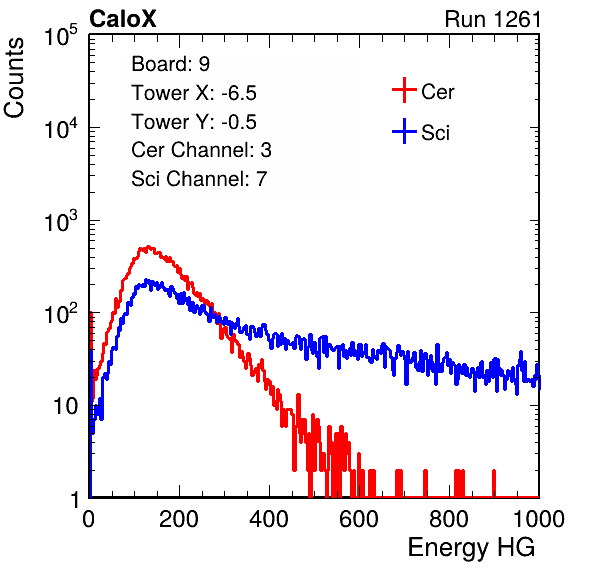 CaloX Run 1261
Counts
Board: 9
Tower X: -6.5
Tower Y: -0.5
Cer Channel: 3
Sci Channel: 7
Cer
Sci
10^5
10^4
10^3
10^2
10
1
0 200 400 600 800 1000
Energy HG